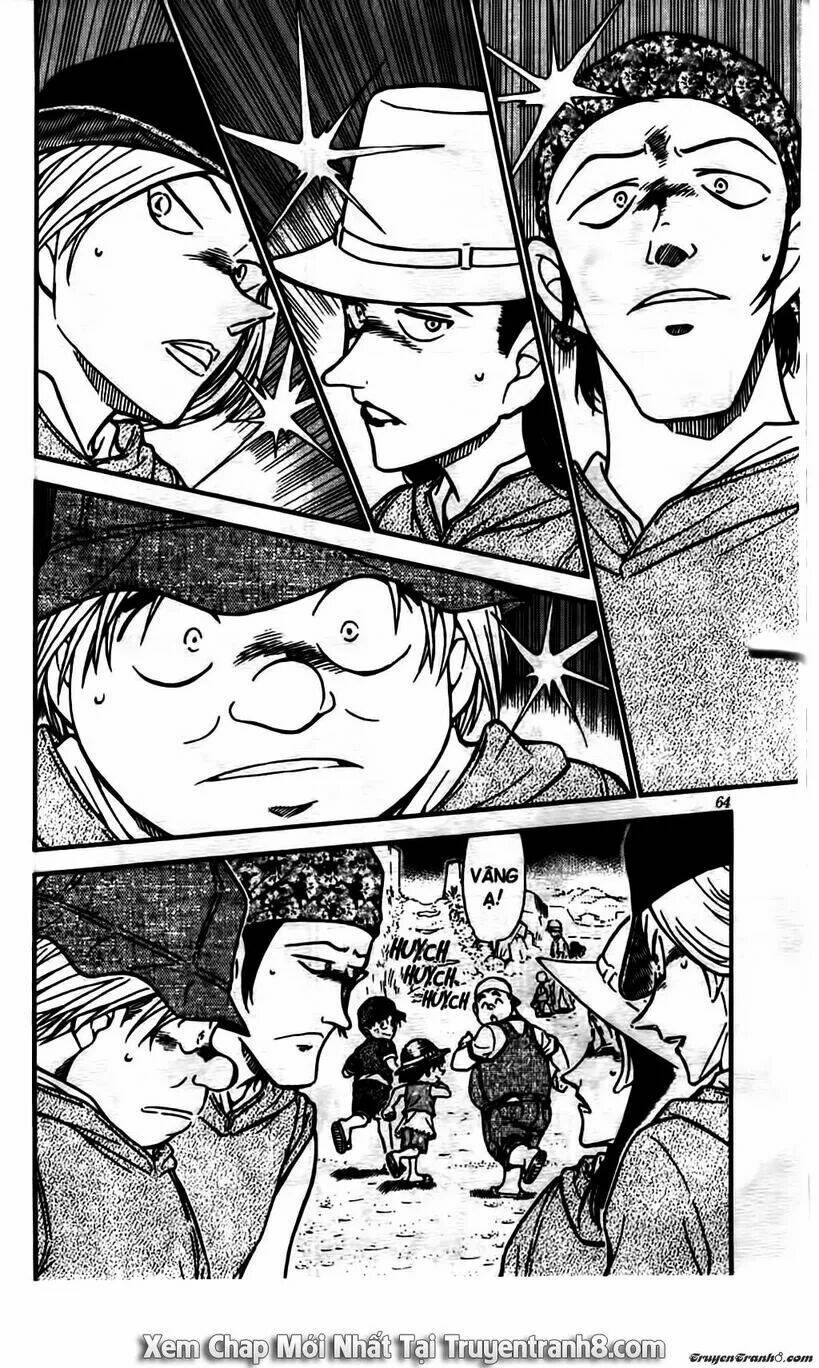 64
VÂNG
Ạ!
HUỲCH
HUỲCH
HUỲCH
Xem Chap Mới Nhất Tại Truyentranh8.com
TruyenTranh8.com